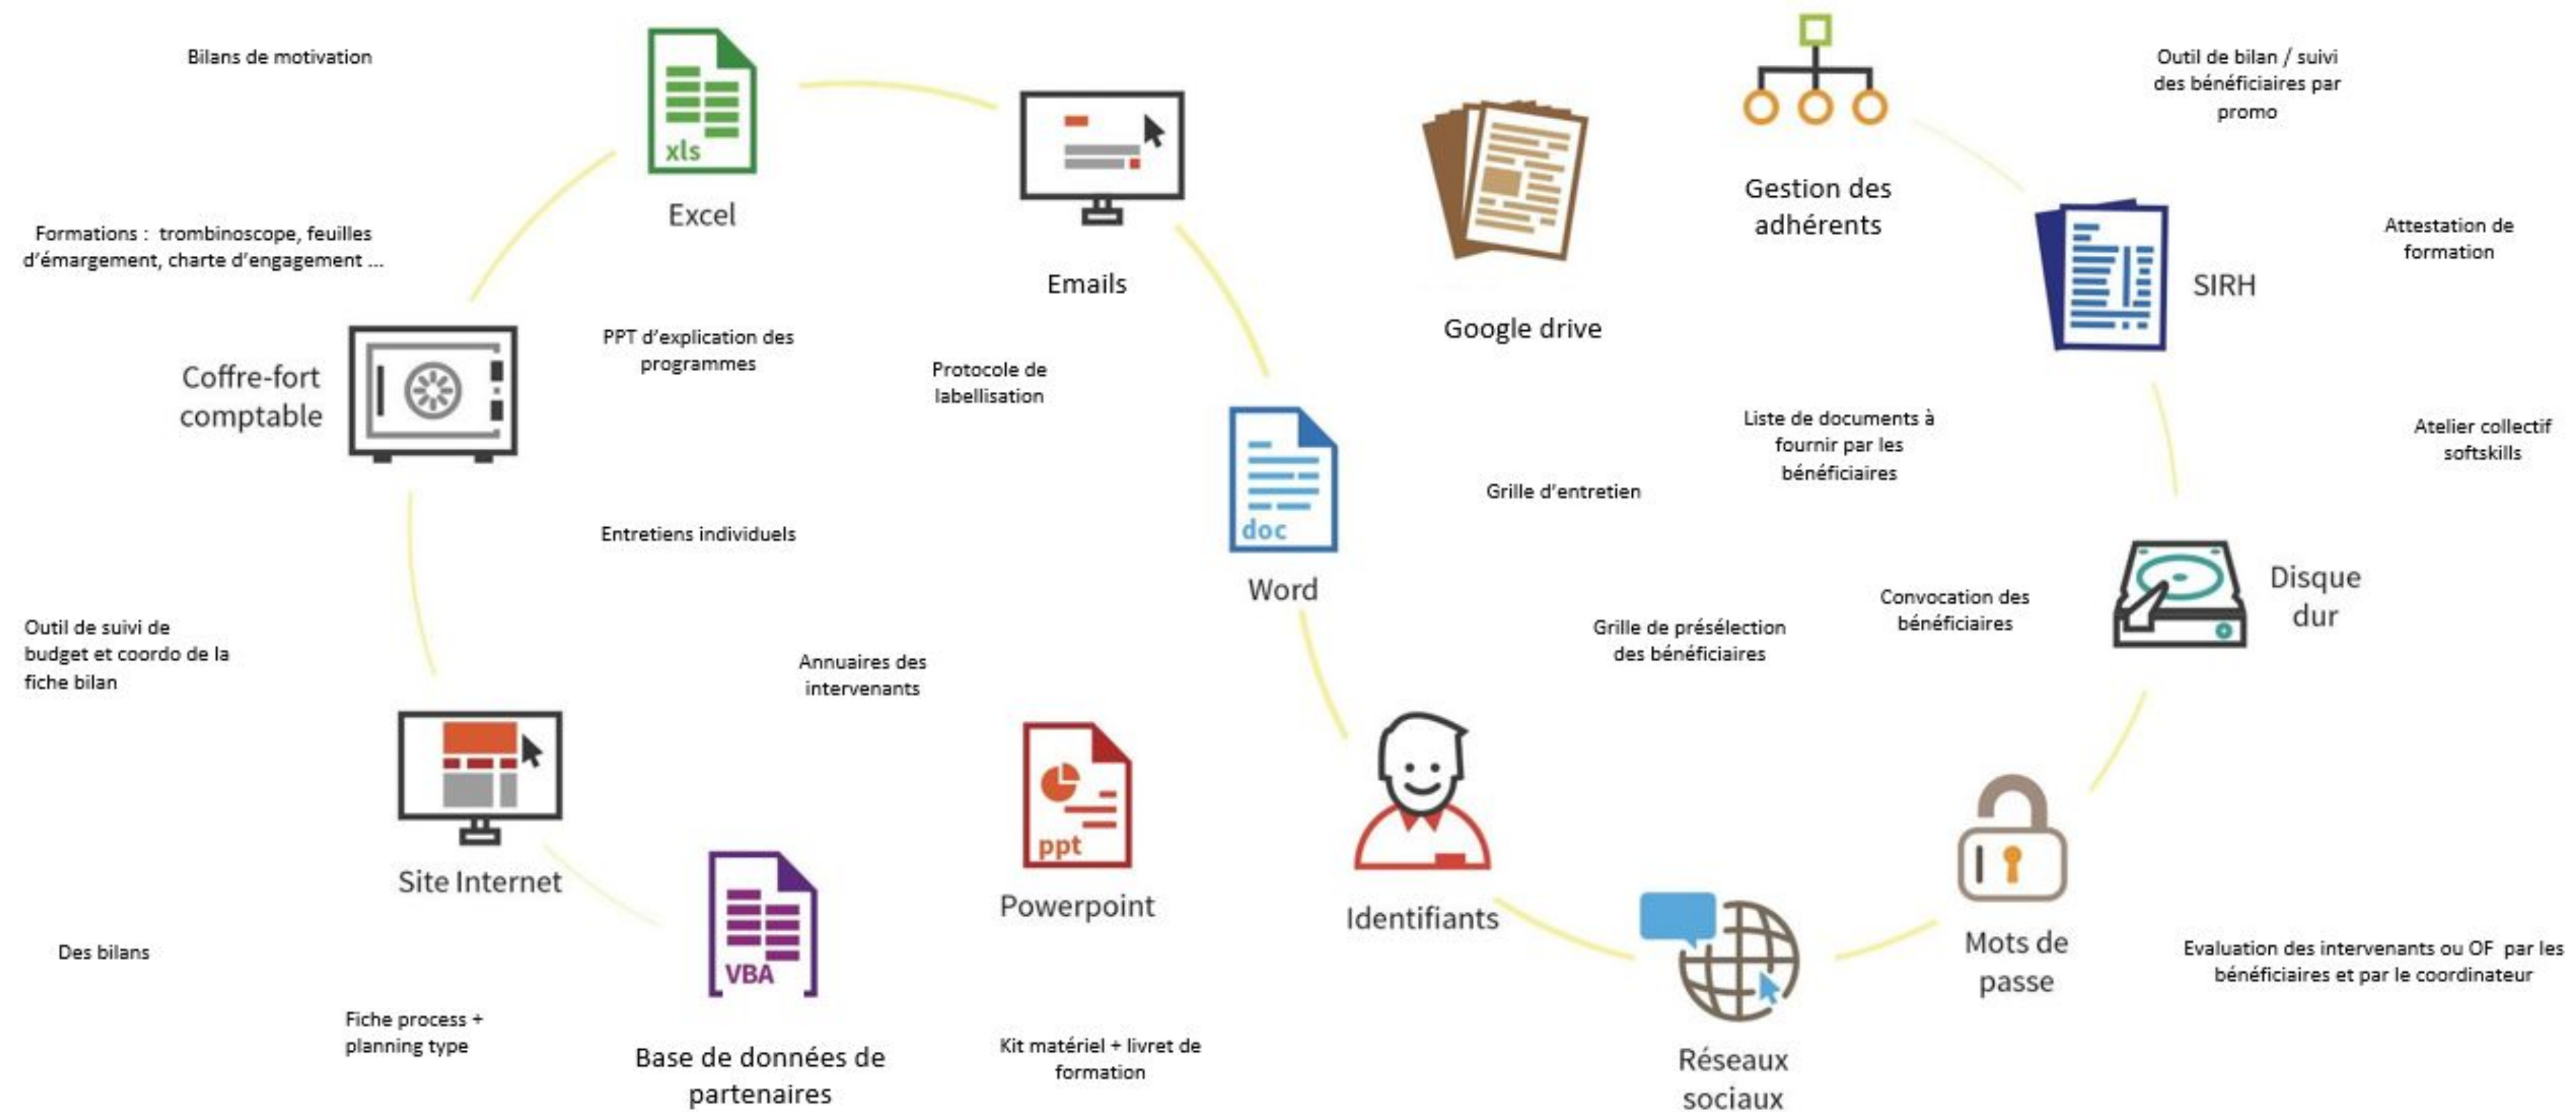 Bilans de motivation
xls
Excel
Emails
Google drive
Gestion des
adhérents
Outil de bilan / suivi
des bénéficiaires par
promo
Formations :  trombinoscope, feuilles
d'émargement, charte d'engagement ...
SIRH
Attestation de
formation
Coffre-fort
comptable
PPT d'explication des
programmes
Protocole de
labellisation
doc
Word
Liste de documents à
fournir par les
bénéficiaires
Atelier collectif
softskills
Grille d'entretien
Entretiens individuels
Disque
dur
Convocation des
bénéficiaires
Grille de présélection
des bénéficiaires
Outil de suivi de
budget et coordo de la
fiche bilan
Annuaires des
intervenants
Site Internet
ppt
Powerpoint
Identifiants
Mots de
passe
Evaluation des intervenants ou OF  par les
bénéficiaires et par le coordinateur
Des bilans
VBA
Fiche process +
planning type
Base de données de
partenaires
Kit matériel + livret de
formation
Réseaux
sociaux